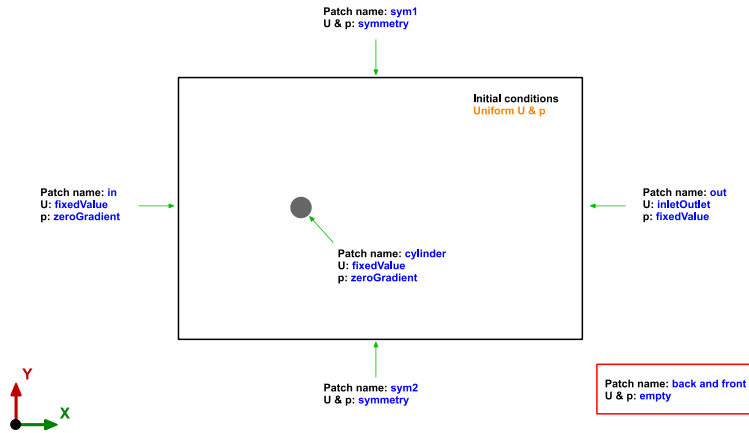 Patch name: sym1
U & p: symmetry
Initial conditions
Uniform U & p
Patch name: in
U: fixedValue
p: zeroGradient
Patch name: out
U: inletOutlet
p: fixedValue
Patch name: cylinder
U: fixedValue
p: zeroGradient
Patch name: sym2
U & p: symmetry
Patch name: back and front
U & p: empty
Y
X